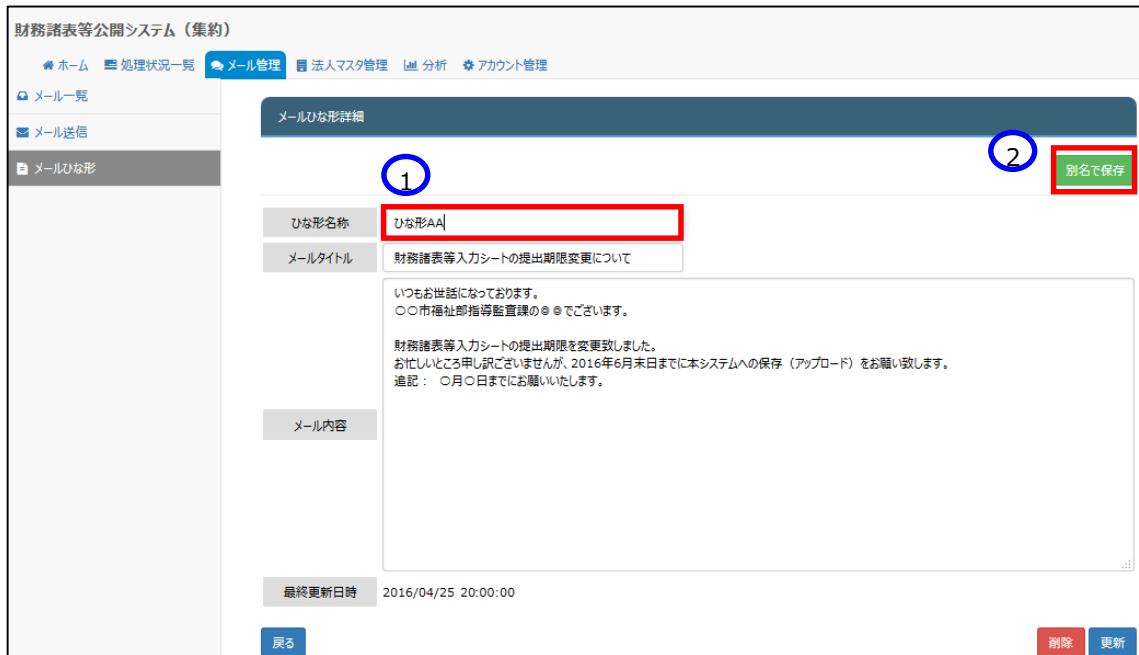 財務諸表等公開システム（集約）
ホーム 処理状況一覧 メール管理 法人マスタ管理 分析 アカウント管理
メール一覧
メール送信
メールひな形
メールひな形詳細
1
2
別名で保存
ひな形名称 ひな形AA
メールタイトル 財務諸表等入力シートの提出期限変更について
いつもお世話になっております。
〇〇市福祉部指導監査課の◎◎でございます。
財務諸表等入力シートの提出期限を変更致しました。
お忙しいところ申し訳ございませんが、2016年6月末日までに本システムへの保存（アップロード）をお願い致します。
追記： 〇月〇日までにお願いいたします。
メール内容
最終更新日時 2016/04/25 20:00:00
戻る 削除 更新